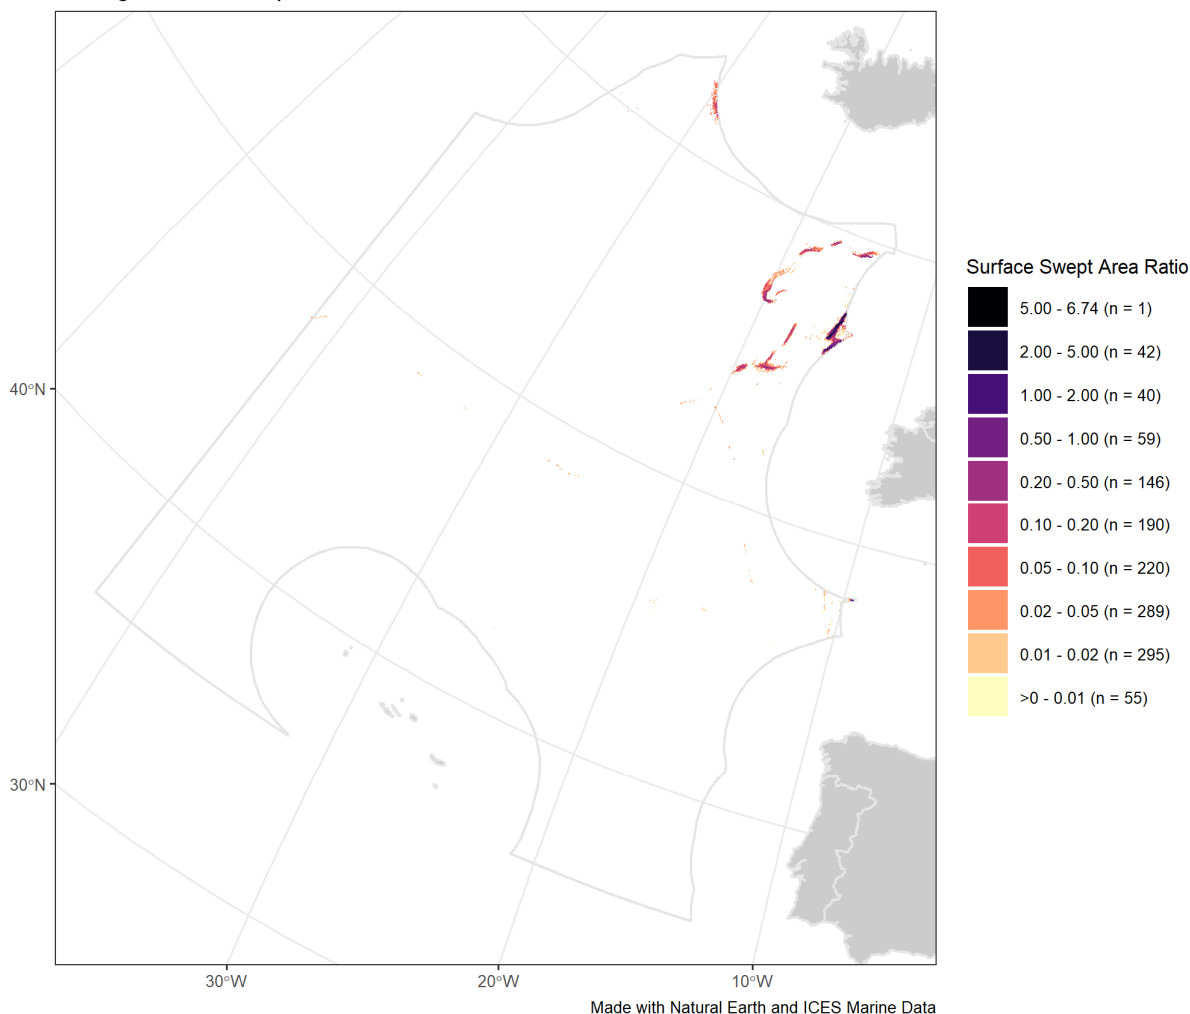 Surface Swept Area Ratio
5.00 - 6.74 (n = 1)
2.00 - 5.00 (n = 42)
1.00 - 2.00 (n = 40)
0.50 - 1.00 (n = 59)
0.20 - 0.50 (n = 146)
0.10 - 0.20 (n = 190)
0.05 - 0.10 (n = 220)
0.02 - 0.05 (n = 289)
0.01 - 0.02 (n = 295)
>0 - 0.01 (n = 55)
40°N
30°N
30°W
20°W
10°W
Made with Natural Earth and ICES Marine Data